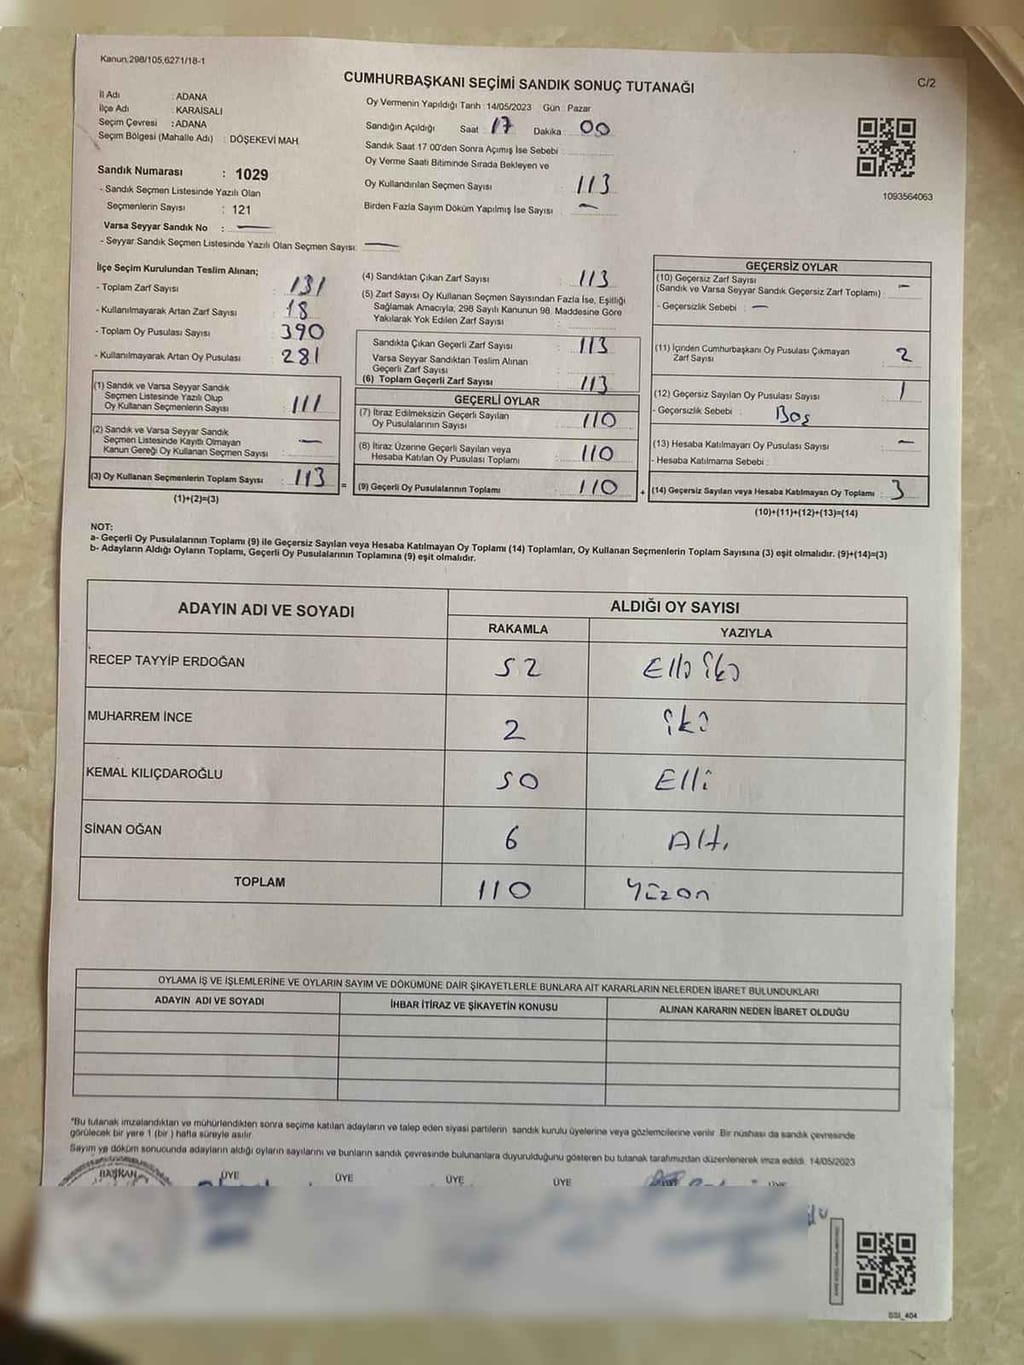 Kanun,298/105,6271/18-1
C/2
CUMHURBAŞKANI SEÇİMİ SANDIK SONUÇ TUTANAĞI
İl Adı : ADANA
İlçe Adı : KARAİSALI
Seçim Çevresi : ADANA
Seçim Bölgesi (Mahalle Adı) : DÖŞEKEVİ MAH
Sandık Numarası : 1029
- Sandık Seçmen Listesinde Yazılı Olan
Seçmenlerin Sayısı : 121
Varsa Seyyar Sandık No : —
- Seyyar Sandık Seçmen Listesinde Yazılı Olan Seçmen Sayısı: —
Oy Vermenin Yapıldığı Tarih :14/05/2023 Gün : Pazar
Sandığın Açıldığı Saat 17 Dakika 00
Sandık Saat 17:00'den Sonra Açımış İse Sebebi :
Oy Verme Saati Bitiminde Sırada Bekleyen ve
Oy Kullandırılan Seçmen Sayısı 113
Birden Fazla Sayım Döküm Yapılmış İse Sayısı : —
1093564063
İlçe Seçim Kurulundan Teslim Alınan;
- Toplam Zarf Sayısı : 131
- Kullanılmayarak Artan Zarf Sayısı : 18
- Toplam Oy Pusulası Sayısı : 390
- Kullanılmayarak Artan Oy Pusulası : 281
(1) Sandık ve Varsa Seyyar Sandık
Seçmen Listesinde Yazılı Olup
Oy Kullanan Seçmenlerin Sayısı : 111
(2) Sandık ve Varsa Seyyar Sandık
Seçmen Listesinde Kayıtlı Olmayan
Kanun Gereği Oy Kullanan Seçmen Sayısı : —
(3) Oy Kullanan Seçmenlerin Toplam Sayısı : 113 =
(1)+(2)=(3)
(4) Sandıktan Çıkan Zarf Sayısı : 113
(5) Zarf Sayısı Oy Kullanan Seçmen Sayısından Fazla İse, Eşitliği
Sağlamak Amacıyla; 298 Sayılı Kanunun 98. Maddesine Göre
Yakılarak Yok Edilen Zarf Sayısı :
Sandıkta Çıkan Geçerli Zarf Sayısı : 113
Varsa Seyyar Sandıktan Teslim Alınan
Geçerli Zarf Sayısı :
(6) Toplam Geçerli Zarf Sayısı : 113
GEÇERLİ OYLAR
(7) İtiraz Edilmeksizin Geçerli Sayılan
Oy Pusulalarının Sayısı : 110
(8) İtiraz Üzerine Geçerli Sayılan veya
Hesaba Katılan Oy Pusulası Toplamı : 110
(9) Geçerli Oy Pusulalarının Toplamı : 110 +
GEÇERSİZ OYLAR
(10) Geçersiz Zarf Sayısı
(Sandık ve Varsa Seyyar Sandık Geçersiz Zarf Toplamı) : —
- Geçersizlik Sebebi : —
(11) İçinden Cumhurbaşkanı Oy Pusulası Çıkmayan
Zarf Sayısı : 2
(12) Geçersiz Sayılan Oy Pusulası Sayısı : 1
- Geçersizlik Sebebi : Boş
(13) Hesaba Katılmayan Oy Pusulası Sayısı : —
- Hesaba Katılmama Sebebi :
(14) Geçersiz Sayılan veya Hesaba Katılmayan Oy Toplamı : 3
(10)+(11)+(12)+(13)=(14)
NOT:
a- Geçerli Oy Pusulalarının Toplamı (9) ile Geçersiz Sayılan veya Hesaba Katılmayan Oy Toplamı (14) Toplamları, Oy Kullanan Seçmenlerin Toplam Sayısına (3) eşit olmalıdır. (9)+(14)=(3)
b- Adayların Aldığı Oyların Toplamı, Geçerli Oy Pusulalarının Toplamına (9) eşit olmalıdır.
ADAYIN ADI VE SOYADI
ALDIĞI OY SAYISI
RAKAMLA YAZIYLA
RECEP TAYYİP ERDOĞAN 52 Elli iki
MUHARREM İNCE 2 iki
KEMAL KILIÇDAROĞLU 50 Elli
SİNAN OĞAN 6 Altı
TOPLAM 110 Yüzon
OYLAMA İŞ VE İŞLEMLERİNE VE OYLARIN SAYIM VE DÖKÜMÜNE DAİR ŞİKAYETLERLE BUNLARA AİT KARARLARIN NELERDEN İBARET BULUNDUKLARI
ADAYIN ADI VE SOYADI İHBAR İTİRAZ VE ŞİKAYETİN KONUSU ALINAN KARARIN NEDEN İBARET OLDUĞU
*Bu tutanak imzalandıktan ve mühürlendikten sonra seçime katılan adayların ve talep eden siyasi partilerin sandık kurulu üyelerine veya gözlemcilerine verilir. Bir nüshası da sandık çevresinde
görülecek bir yere 1 (bir ) hafta süreyle asılır.
Sayım ve döküm sonucunda adayların aldığı oyların sayılarını ve bunların sandık çevresinde bulunanlara duyurulduğunu gösteren bu tutanak tarafımızdan düzenlenerek imza edildi. 14/05/2023
BAŞKAN ÜYE ÜYE ÜYE ÜYE